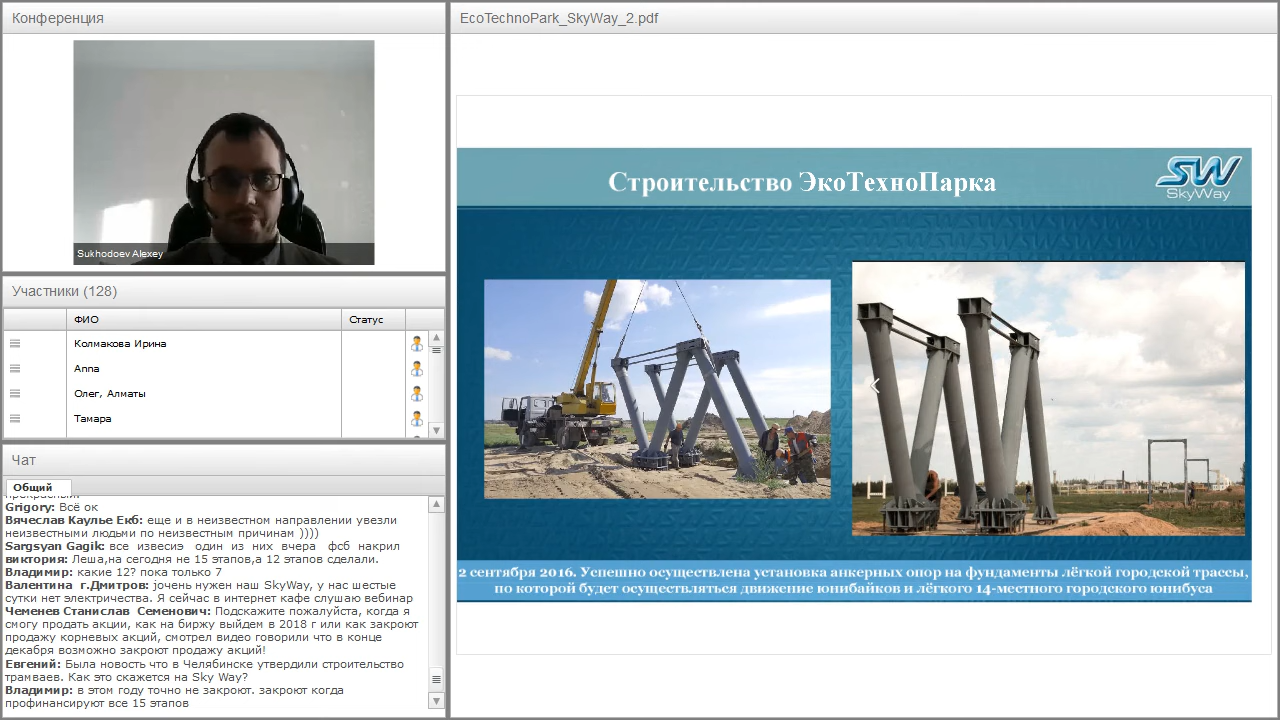 Конференция
Sukhodoev Alexey
Участники (128)
ФИО
Статус
Колмакова Ирина
Anna
Олег, Алматы
Тамара
Чат
Общий
Grigory: Всё ок
Вячеслав Каулье Екб: еще и в неизвестном направлении увезли
неизвестными людьми по неизвестным причинам ))))
Sargsyan Gagik: все извесиэ один из них вчера фсб накрил
виктория: Леша,на сегодня не 15 этапов,а 12 этапов сделали.
Владимир: какие 12? пока только 7
Валентина г.Дмитров: јочень нужен наш SkyWay, у нас шестые
сутки нет электричества. Я сейчас в интернет кафе слушаю вебинар
Чеменев Станислав Семенович: Подскажите пожалуйста, когда я
смогу продать акции, как на биржу выйдем в 2018 г или как закроют
продажу корневых акций, смотрел видео говорили что в конце
декабря возможно закроют продажу акций!
Евгений: Была новость что в Челябинске утвердили строительство
трамваев. Как это скажется на Sky Way?
Владимир: в этом году точно не закроют. закроют когда
профинансируют все 15 этапов
EcoTechnoPark_SkyWay_2.pdf
Строительство ЭкоТехноПарка
SW
SkyWay
2 сентября 2016. Успешно осуществлена установка анкерных опор на фундаменты лёгкой городской трассы,
по которой будет осуществляться движение юнибайков и лёгкого 14-местного городского юнибуса